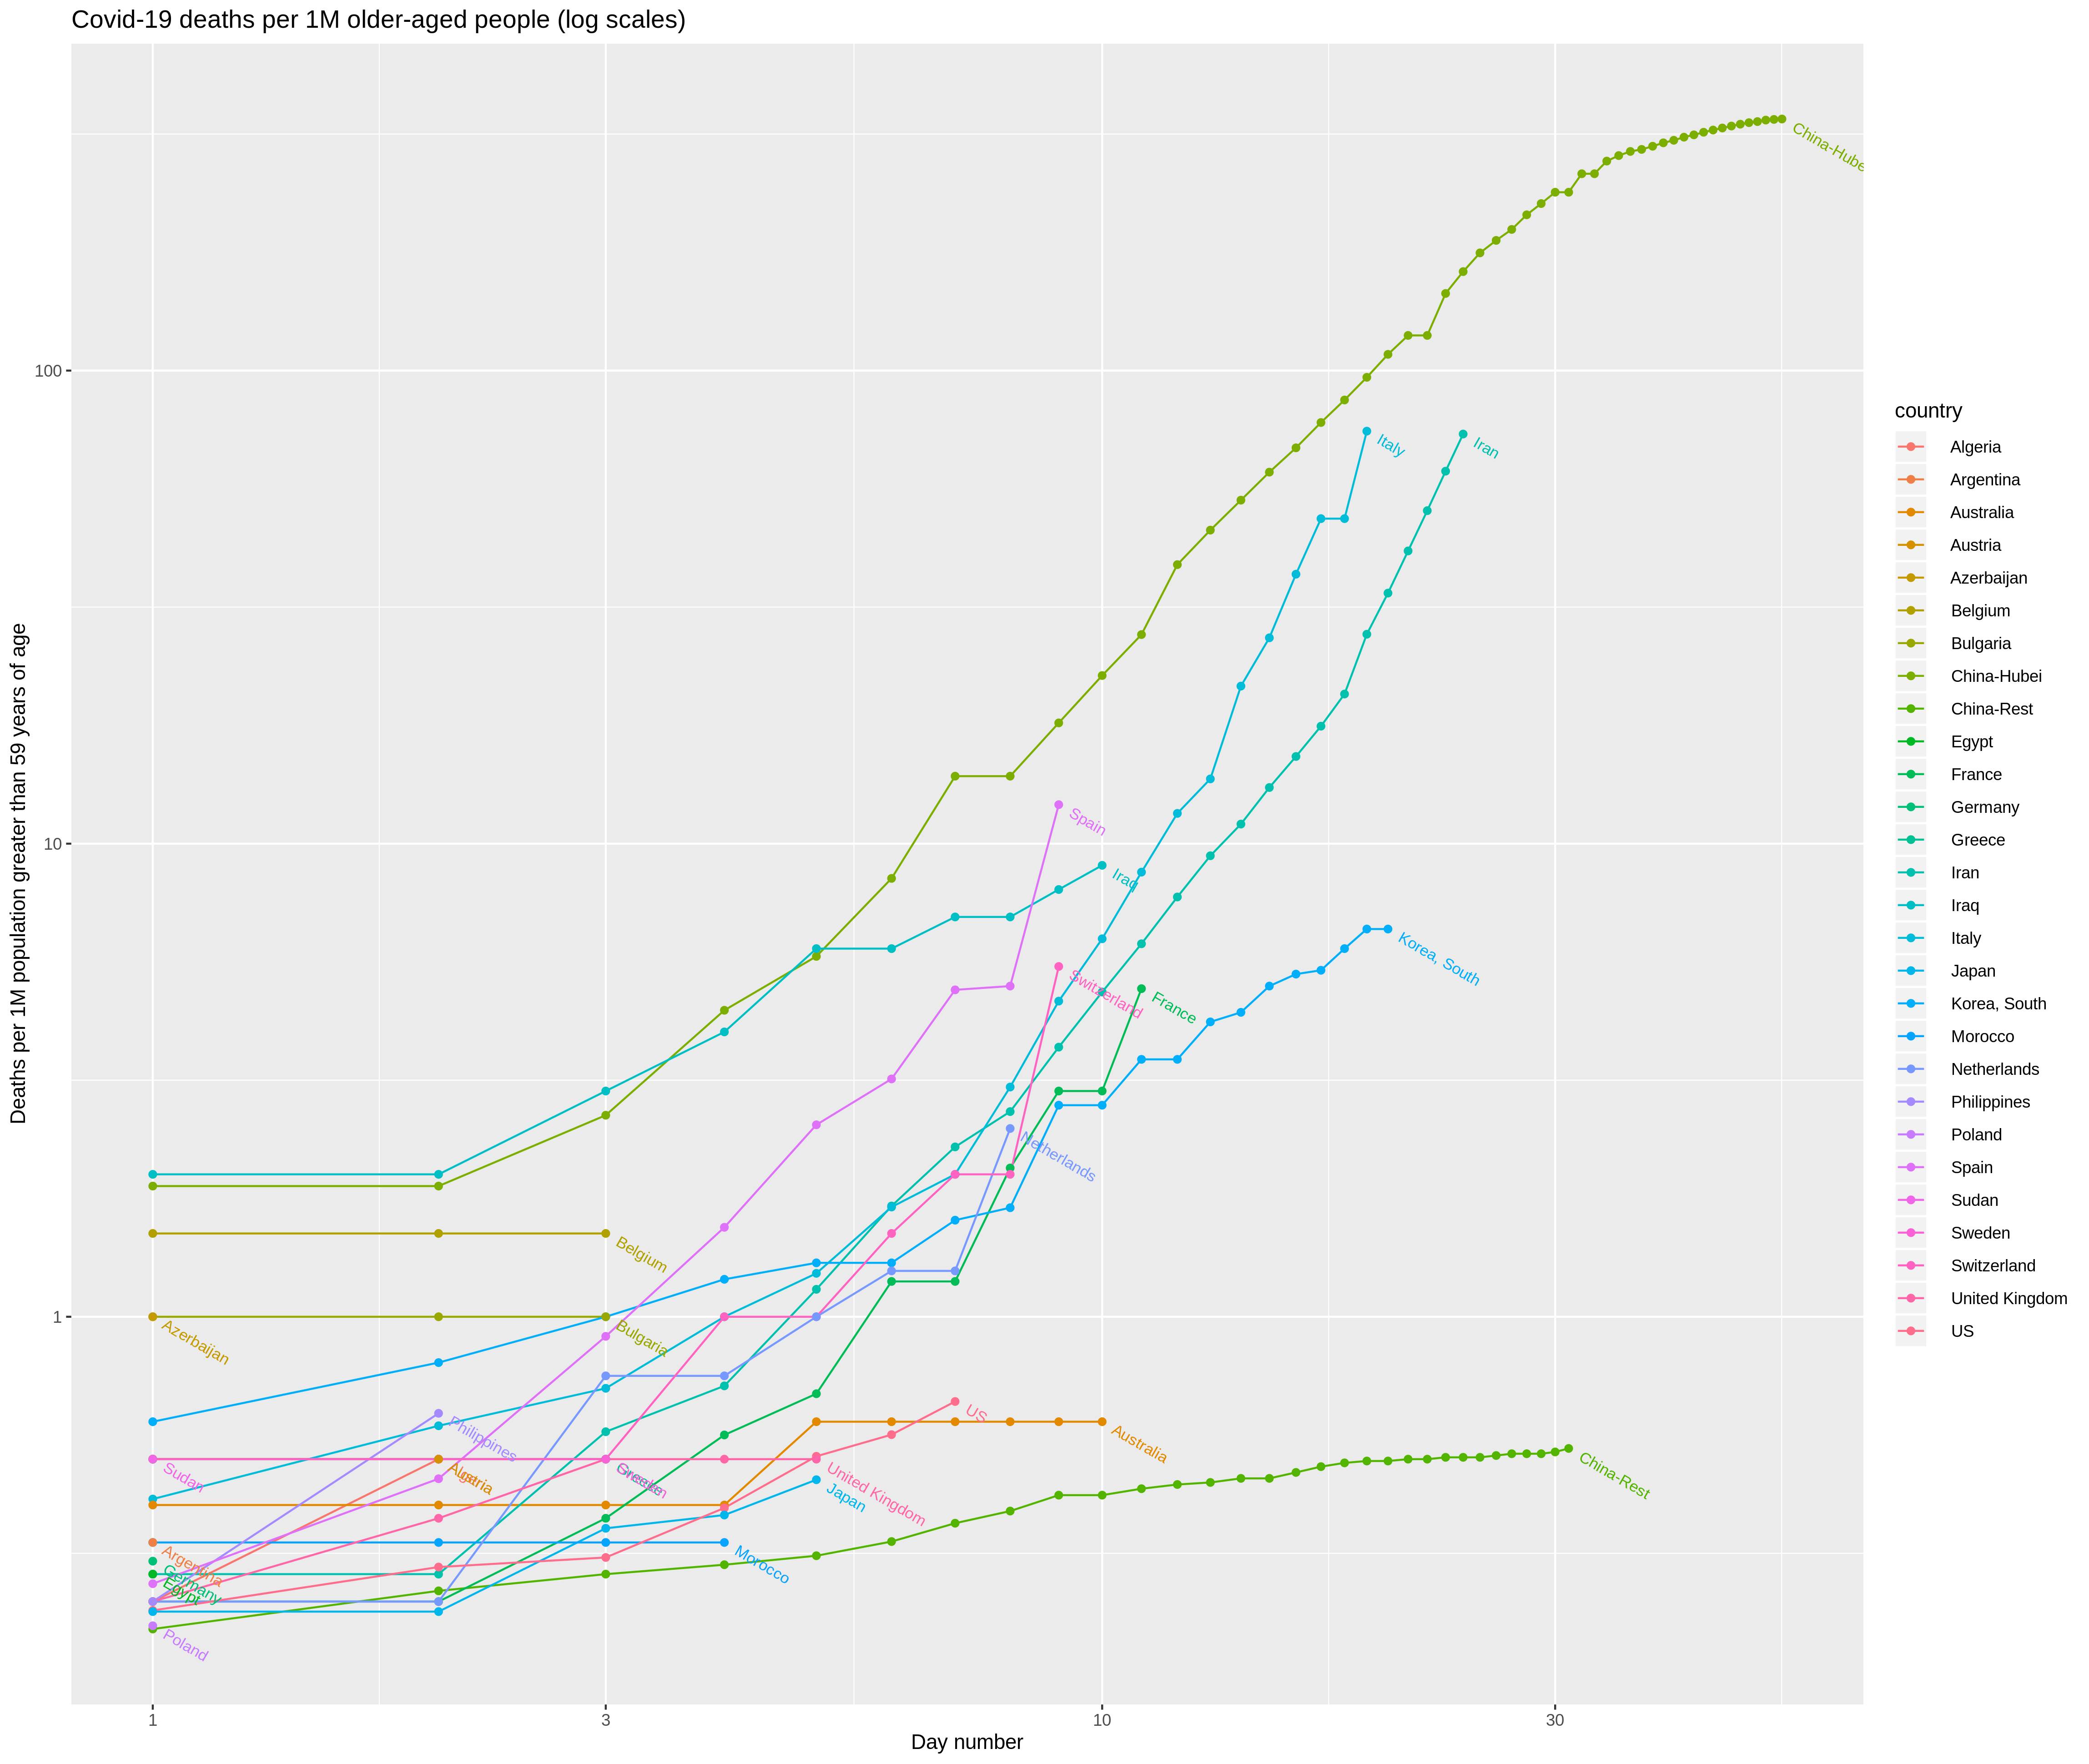 Covid-19 deaths per 1M older-aged people (log scales)
Deaths per 1M population greater than 59 years of age
100
10
1
China-Hube
Italy
Iran
Spain
Iraq
Korea, South
Switzerland
France
Netherlands
Belgium
Azerbaijan
Bulgaria
Philippines
US
Australia
Sudan
Algeria
Austria
Greece
Sweden
United Kingdom
Japan
China-Rest
Argentina
Germany
Egypt
Morocco
Poland
1
3
10
30
Day number
country
Algeria
Argentina
Australia
Austria
Azerbaijan
Belgium
Bulgaria
China-Hubei
China-Rest
Egypt
France
Germany
Greece
Iran
Iraq
Italy
Japan
Korea, South
Morocco
Netherlands
Philippines
Poland
Spain
Sudan
Sweden
Switzerland
United Kingdom
US